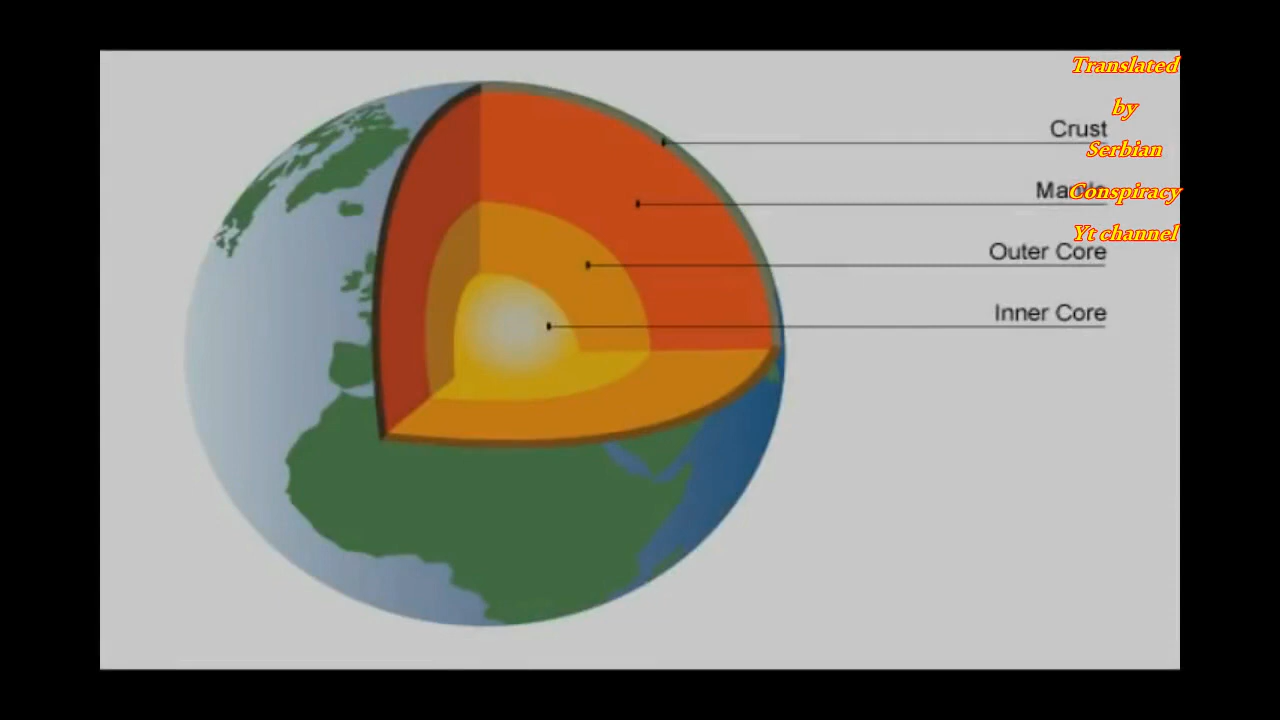 Translated
by
Serbian
Conspiracy
Yt channel
Crust
Outer Core
Inner Core